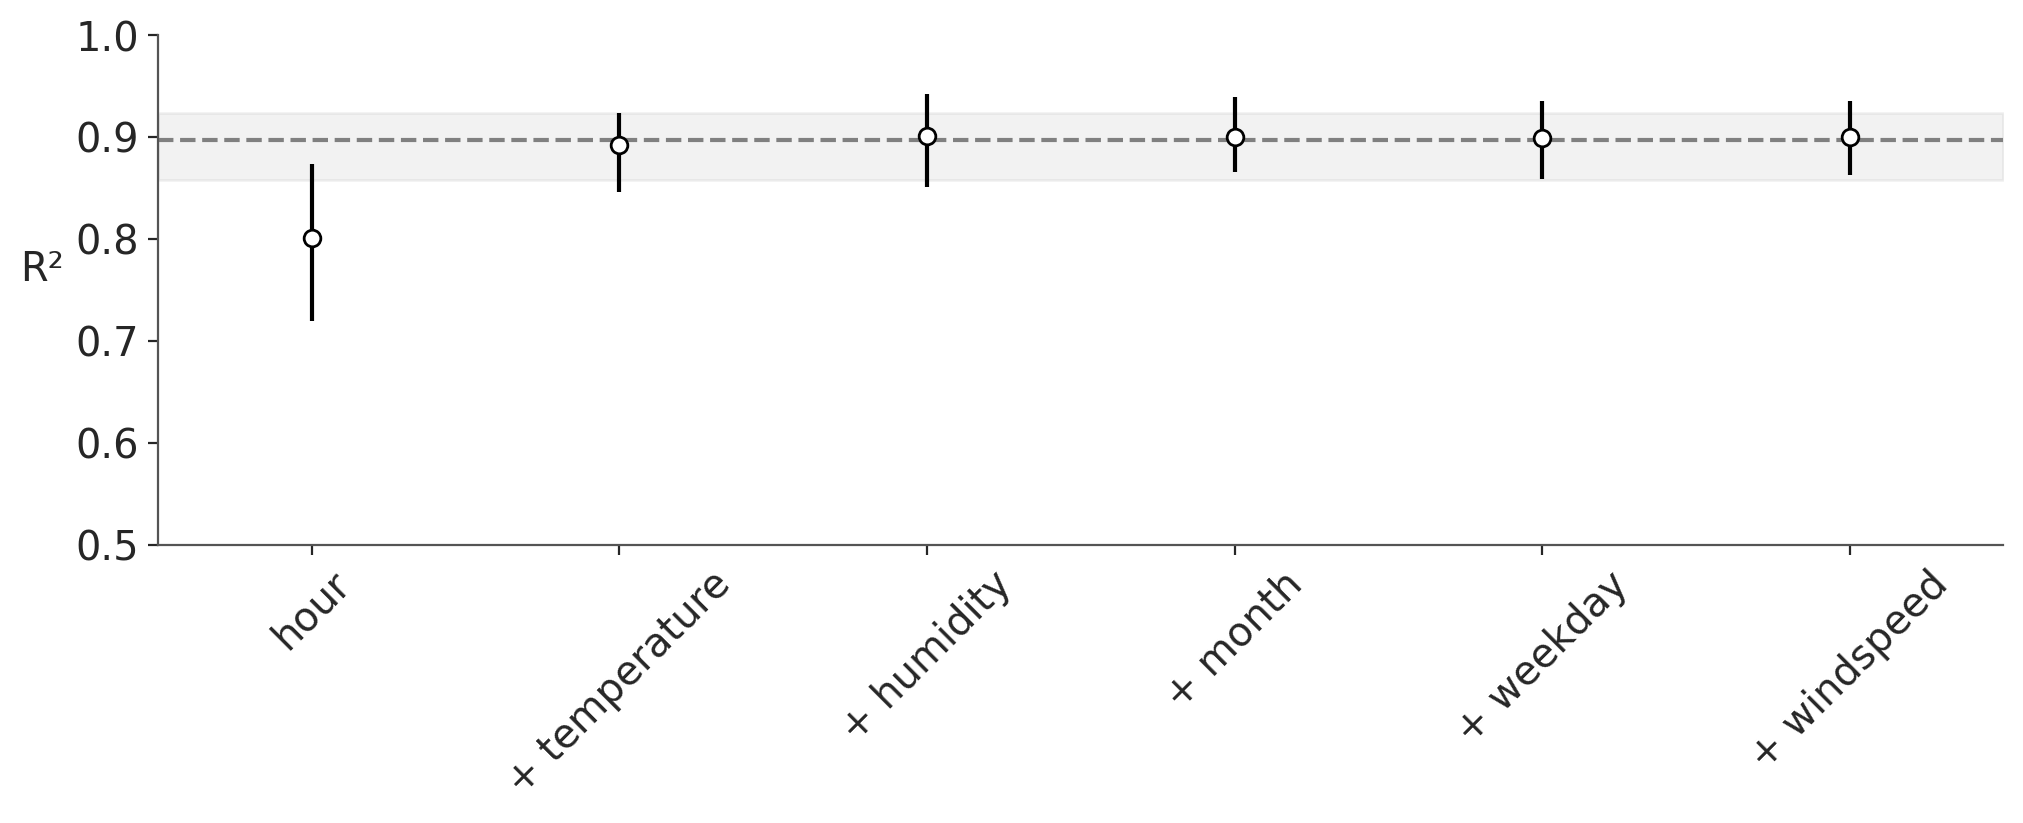 1.0
0.9
0.8
0.7
0.6
0.5
R²
hour
+ temperature
+ humidity
+ month
+ weekday
+ windspeed